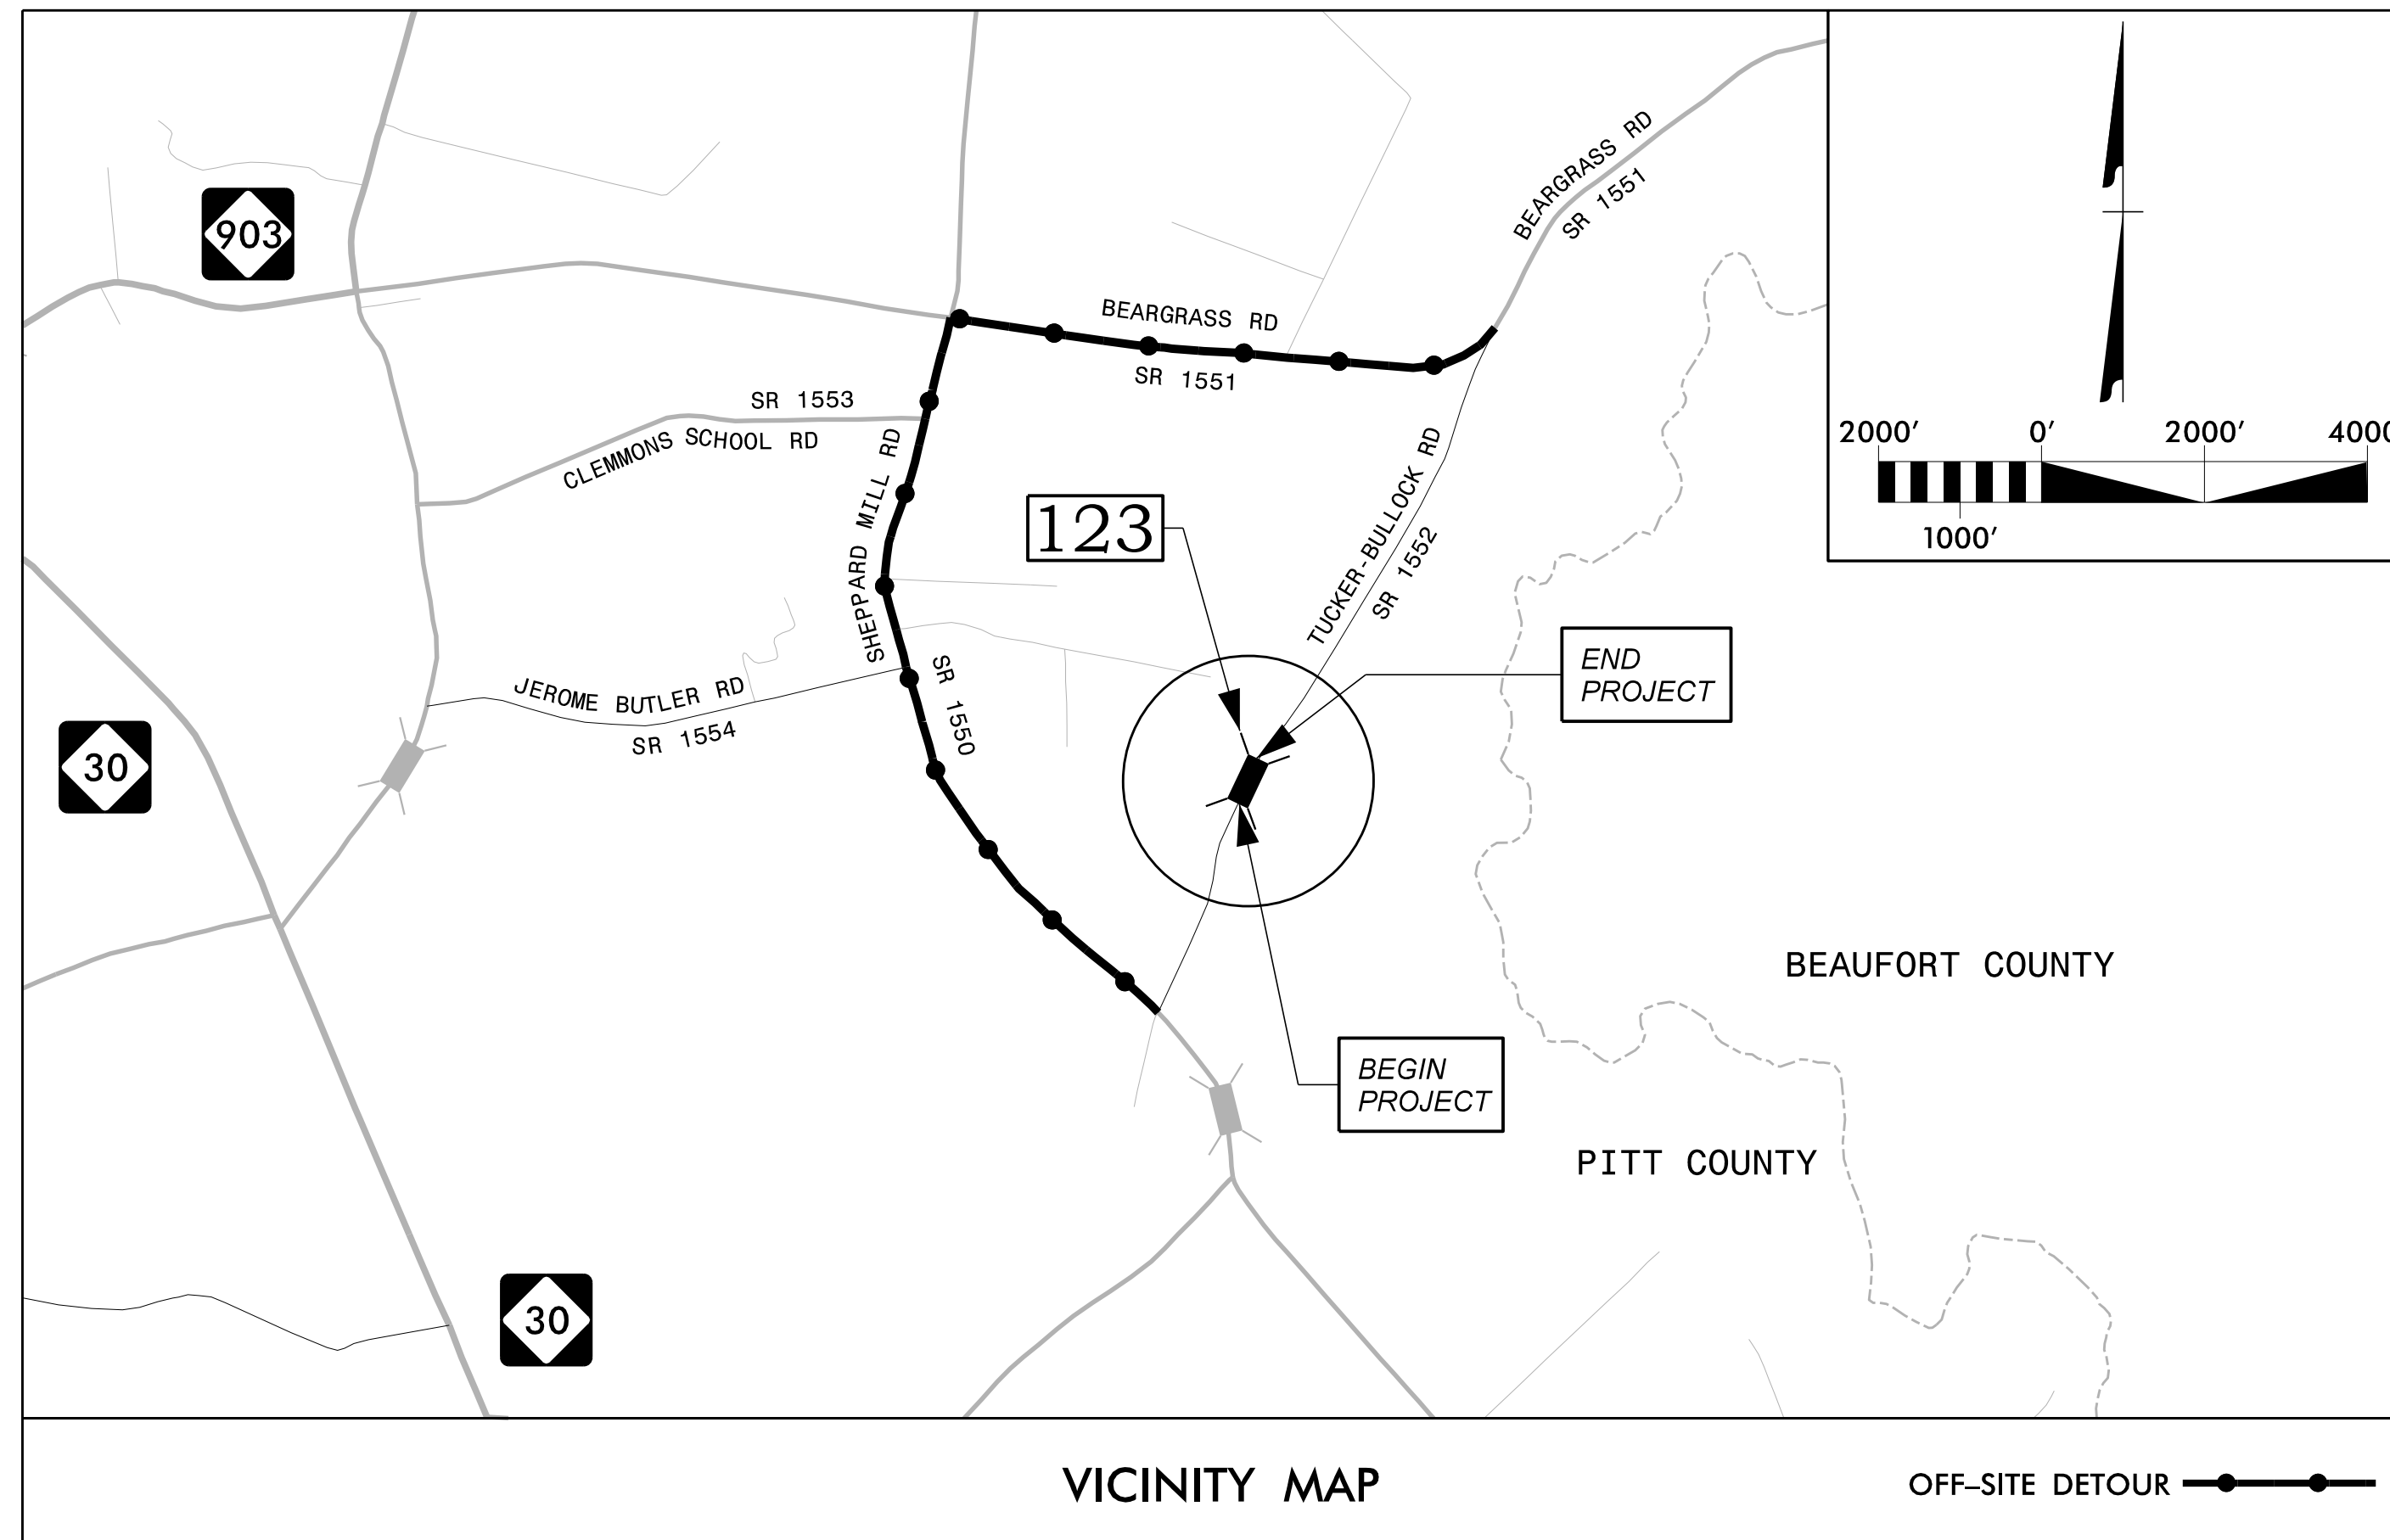 903
BEARGRASS RD
SR 1551
2000' 0' 2000' 4000
1000'
BEARGRASS RD
SR 1551
SR 1553
CLEMMONS SCHOOL RD
SHEPPARD MILL RD
SR 1550
123
TUCKER-BULLOCK RD
SR 1552
END
PROJECT
JEROME BUTLER RD
SR 1554
30
BEAUFORT COUNTY
BEGIN
PROJECT
PITT COUNTY
30
VICINITY MAP
OFF-SITE DETOUR